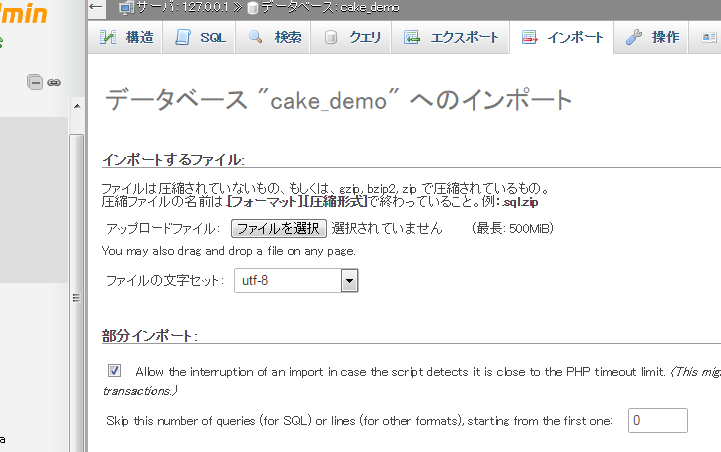 dmin
サーバ: 127.0.0.1 » データベース: cake_demo
構造 SQL 検索 クエリ エクスポート インポート 操作
データベース "cake_demo" へのインポート
インポートするファイル:
ファイルは圧縮されていないもの、もしくは、gzip, bzip2, zip で圧縮されているもの。
圧縮ファイルの名前は .[フォーマット].[圧縮形式] で終わっていること。例: .sql.zip
アップロードファイル: ファイルを選択 選択されていません (最長: 500MiB)
You may also drag and drop a file on any page.
ファイルの文字セット: utf-8
部分インポート:
Allow the interruption of an import in case the script detects it is close to the PHP timeout limit. (This mig
transactions.)
Skip this number of queries (for SQL) or lines (for other formats), starting from the first one: 0
a